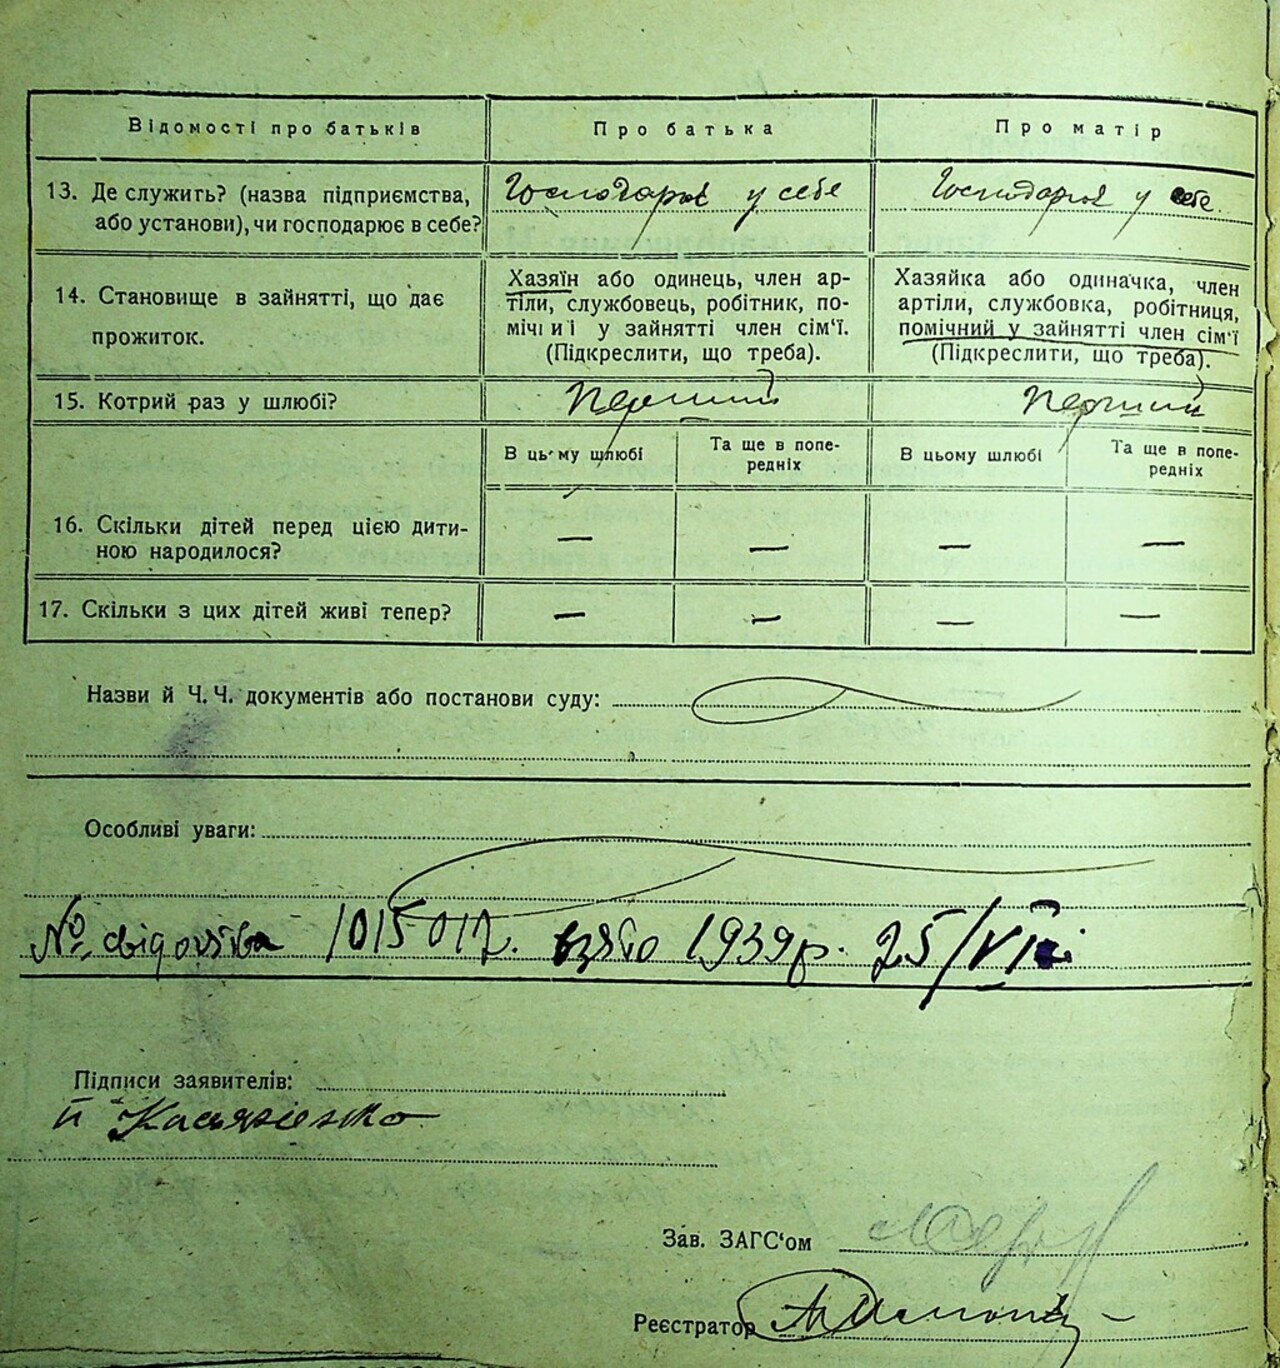 Відомості про батьків
Про батька
Про матір
13. Де служить? (назва підприємства,
або установи), чи господарює в себе?
Господарює у себе
Господарює у себе.
14. Становище в зайнятті, що дає
прожиток.
Хазяїн або одинець, член ар-
тіли, службовець, робітник, по-
мічний у зайнятті член сім'ї.
(Підкреслити, що треба).
Хазяйка або одиначка, член
артіли, службовка, робітниця,
помічний у зайнятті член сім'ї
(Підкреслити, що треба).
15. Котрий раз у шлюбі?
Перший
Перший
В цьому шлюбі
Та ще в попе-
редніх
В цьому шлюбі
Та ще в попе-
редніх
16. Скільки дітей перед цією дити-
ною народилося?
— — — —
17. Скільки з цих дітей живі тепер?
— — — —
Назви й Ч. Ч. документів або постанови суду:
Особливі уваги:
№ 1015017. взято 1939р. 25/VII
Підписи заявителів:
Зав. ЗАГС'ом
Реєстратор